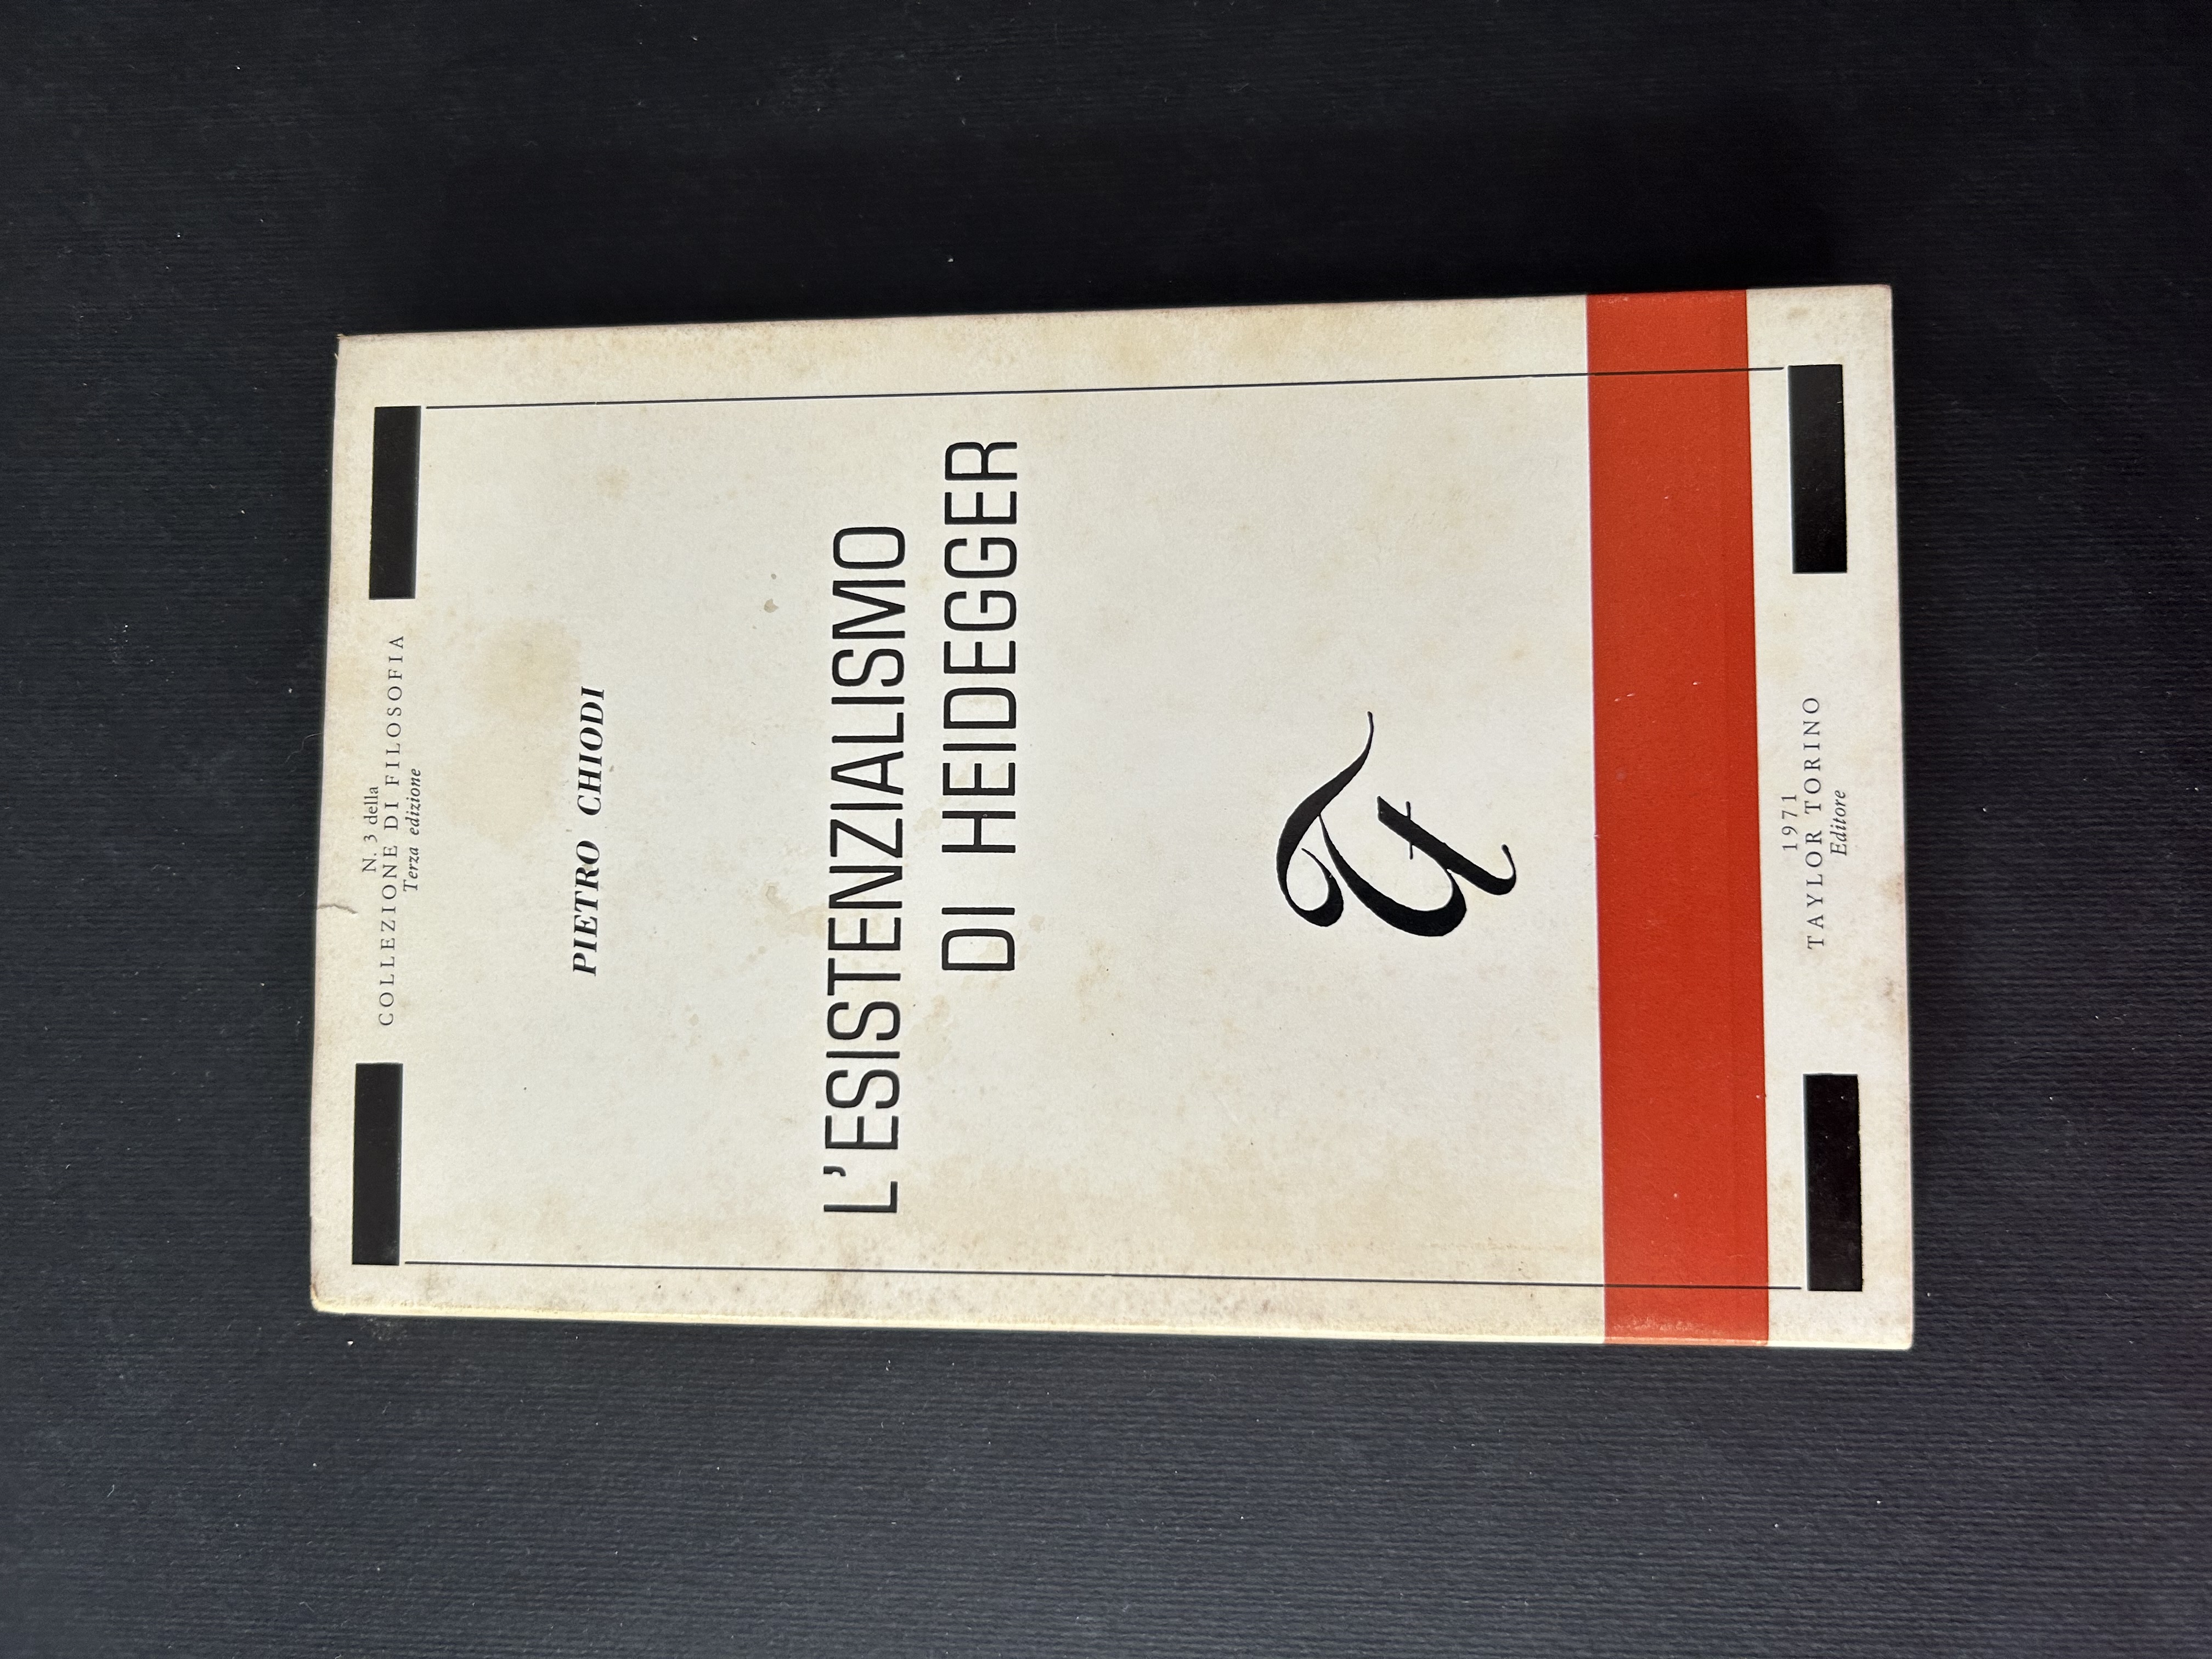 N. 3 della
COLLEZIONE DI FILOSOFIA
Terza edizione
PIETRO CHIODI
L'ESISTENZIALISMO
DI HEIDEGGER
1971
TAYLOR TORINO
Editore